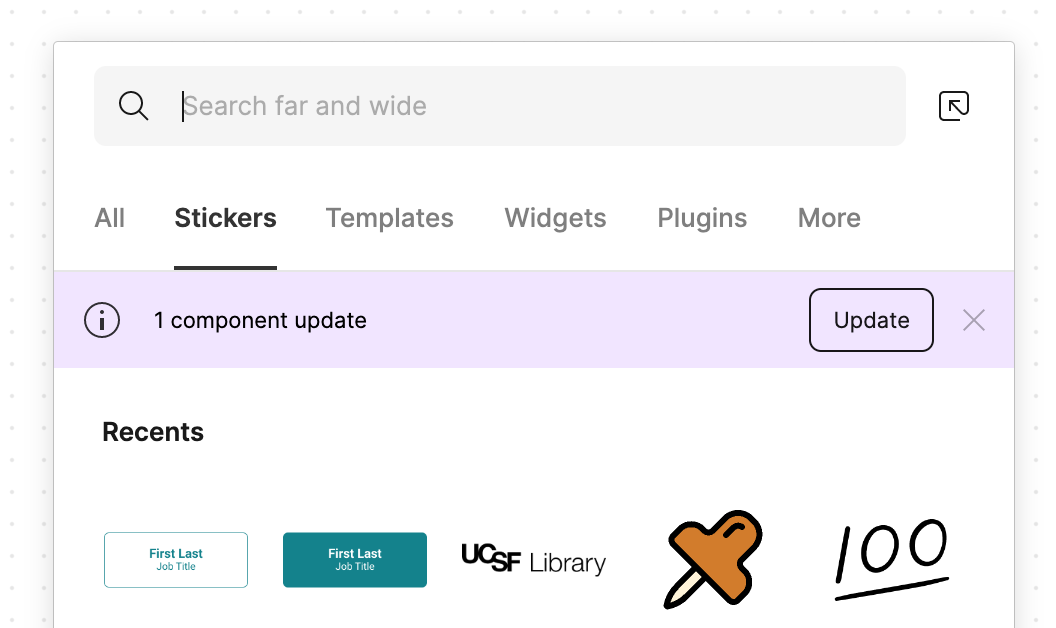 Search far and wide
All Stickers Templates Widgets Plugins More
1 component update Update
Recents
First Last
Job Title
First Last
Job Title
UCSF Library
100